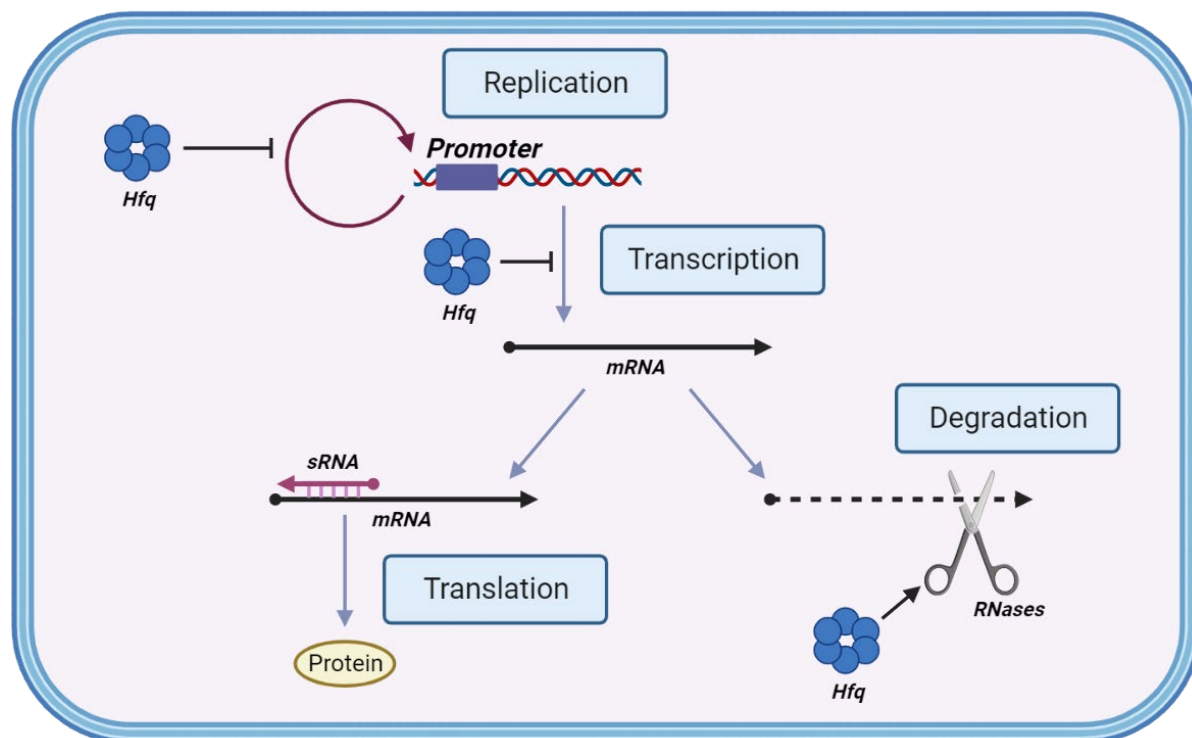 Replication
Promoter
Hfq
Transcription
Hfq
mRNA
Degradation
sRNA
mRNA
Translation
RNases
Protein
Hfq